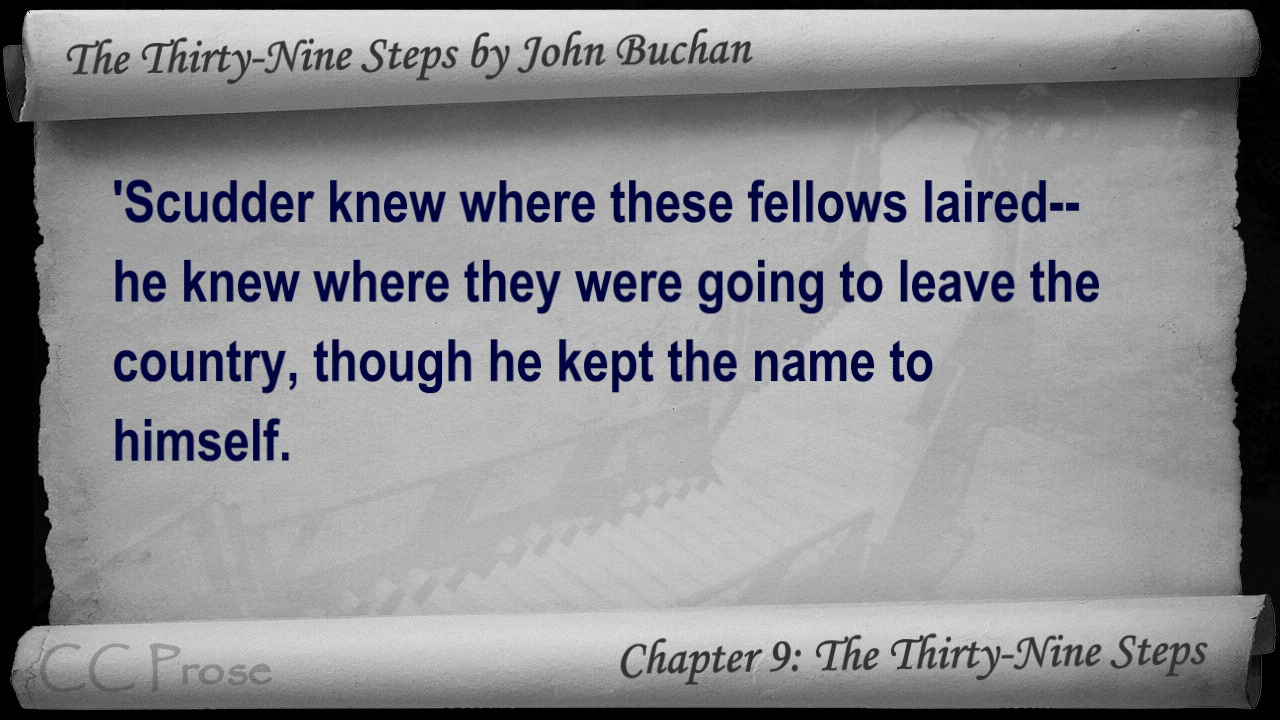 The Thirty-Nine Steps by John Buchan
'Scudder knew where these fellows laired--
he knew where they were going to leave the
country, though he kept the name to
himself.
CC Prose
Chapter 9: The Thirty-Nine Steps